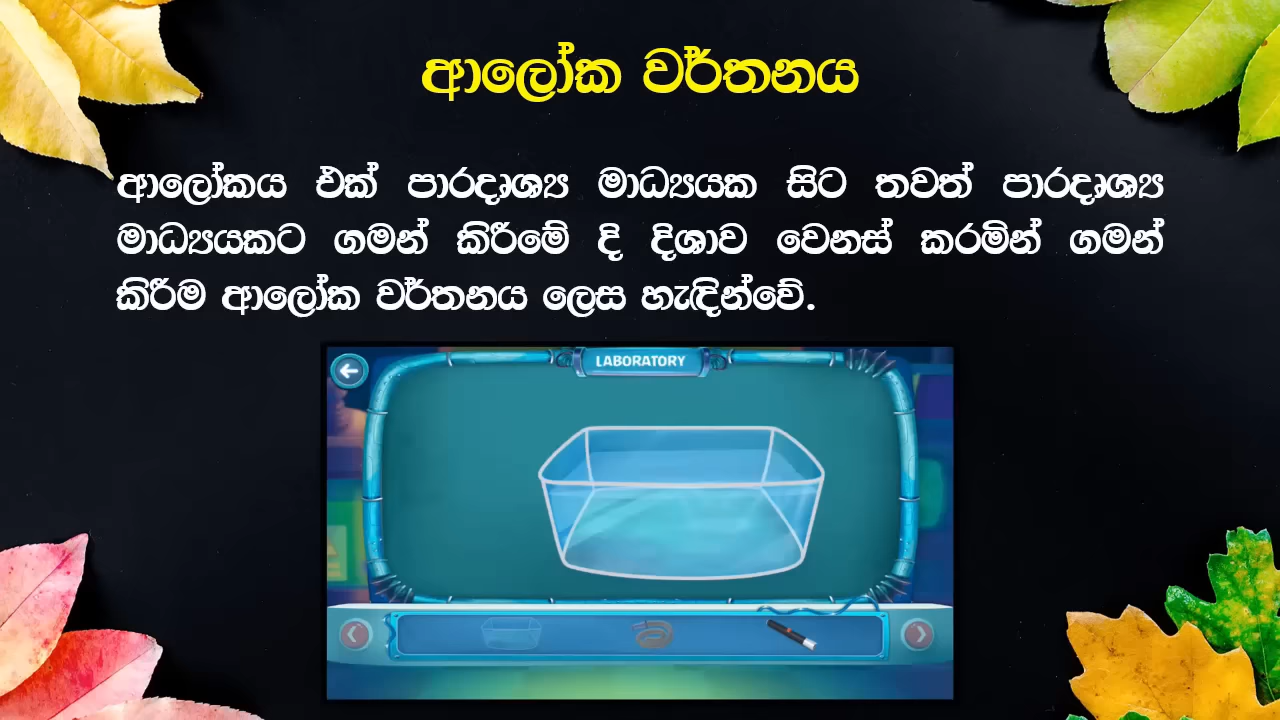 ආලෝක වර්තනය
ආලෝකය එක් පාරදෘශ්‍ය මාධ්‍යයක සිට තවත් පාරදෘශ්‍ය
මාධ්‍යයකට ගමන් කිරීමේ දි දිශාව වෙනස් කරමින් ගමන්
කිරීම ආලෝක වර්තනය ලෙස හැඳින්වේ.
LABORATORY